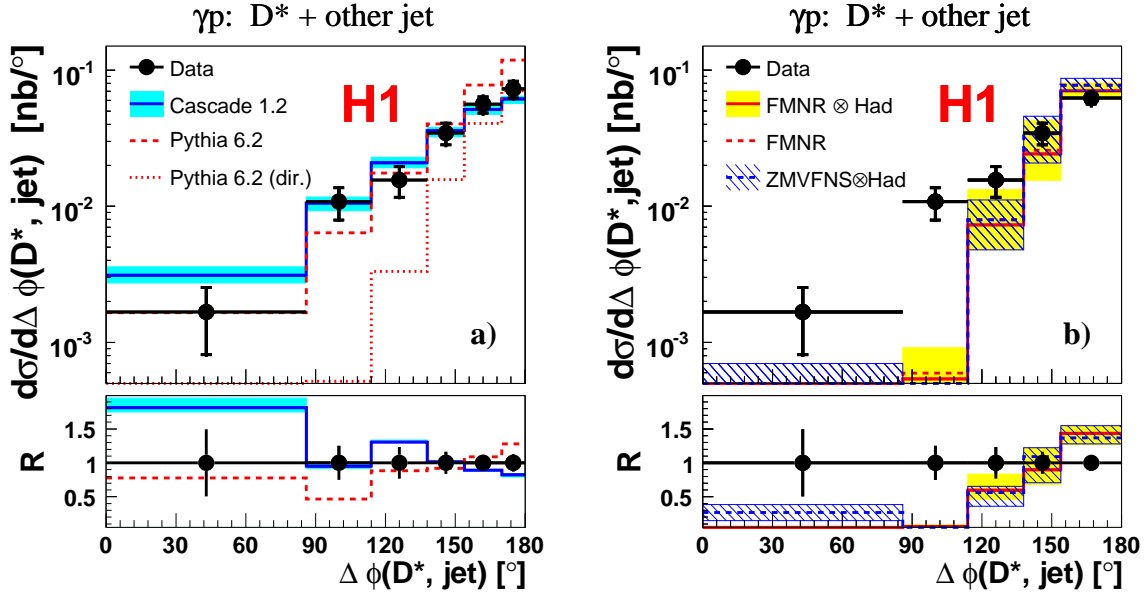 γp: D* + other jet
dσ/dΔ ϕ(D*, jet) [nb/°]
10⁻¹
10⁻²
10⁻³
Data
Cascade 1.2
Pythia 6.2
Pythia 6.2 (dir.)
H1
a)
R
1.5
1
0.5
0 30 60 90 120 150 180
Δ ϕ(D*, jet) [°]
γp: D* + other jet
dσ/dΔ ϕ(D*,jet) [nb/°]
10⁻¹
10⁻²
10⁻³
Data
FMNR ⊗ Had
FMNR
ZMVFNS⊗Had
H1
b)
R
1.5
1
0.5
0 30 60 90 120 150 180
Δ ϕ(D*, jet) [°]